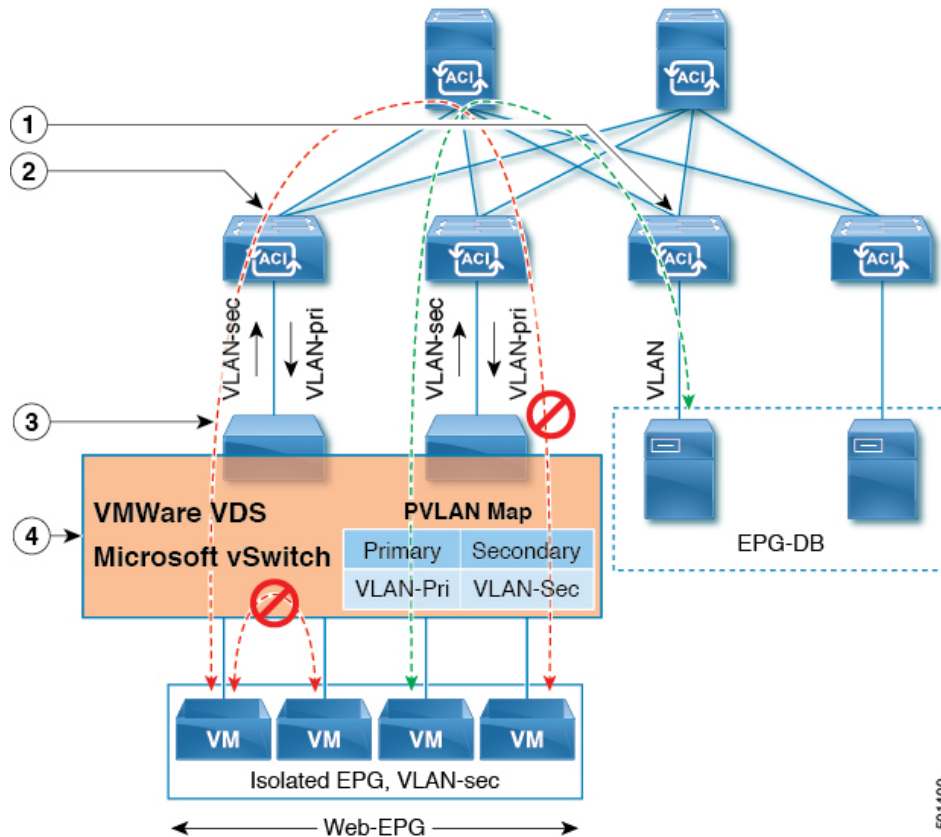 ACI
ACI
1
2
ACI
ACI
ACI
ACI
VLAN-sec
VLAN-pri
VLAN-sec
VLAN-pri
VLAN
3
4
VMWare VDS
Microsoft vSwitch
PVLAN Map
Primary
Secondary
VLAN-Pri
VLAN-Sec
EPG-DB
VM
VM
VM
VM
Isolated EPG, VLAN-sec
Web-EPG